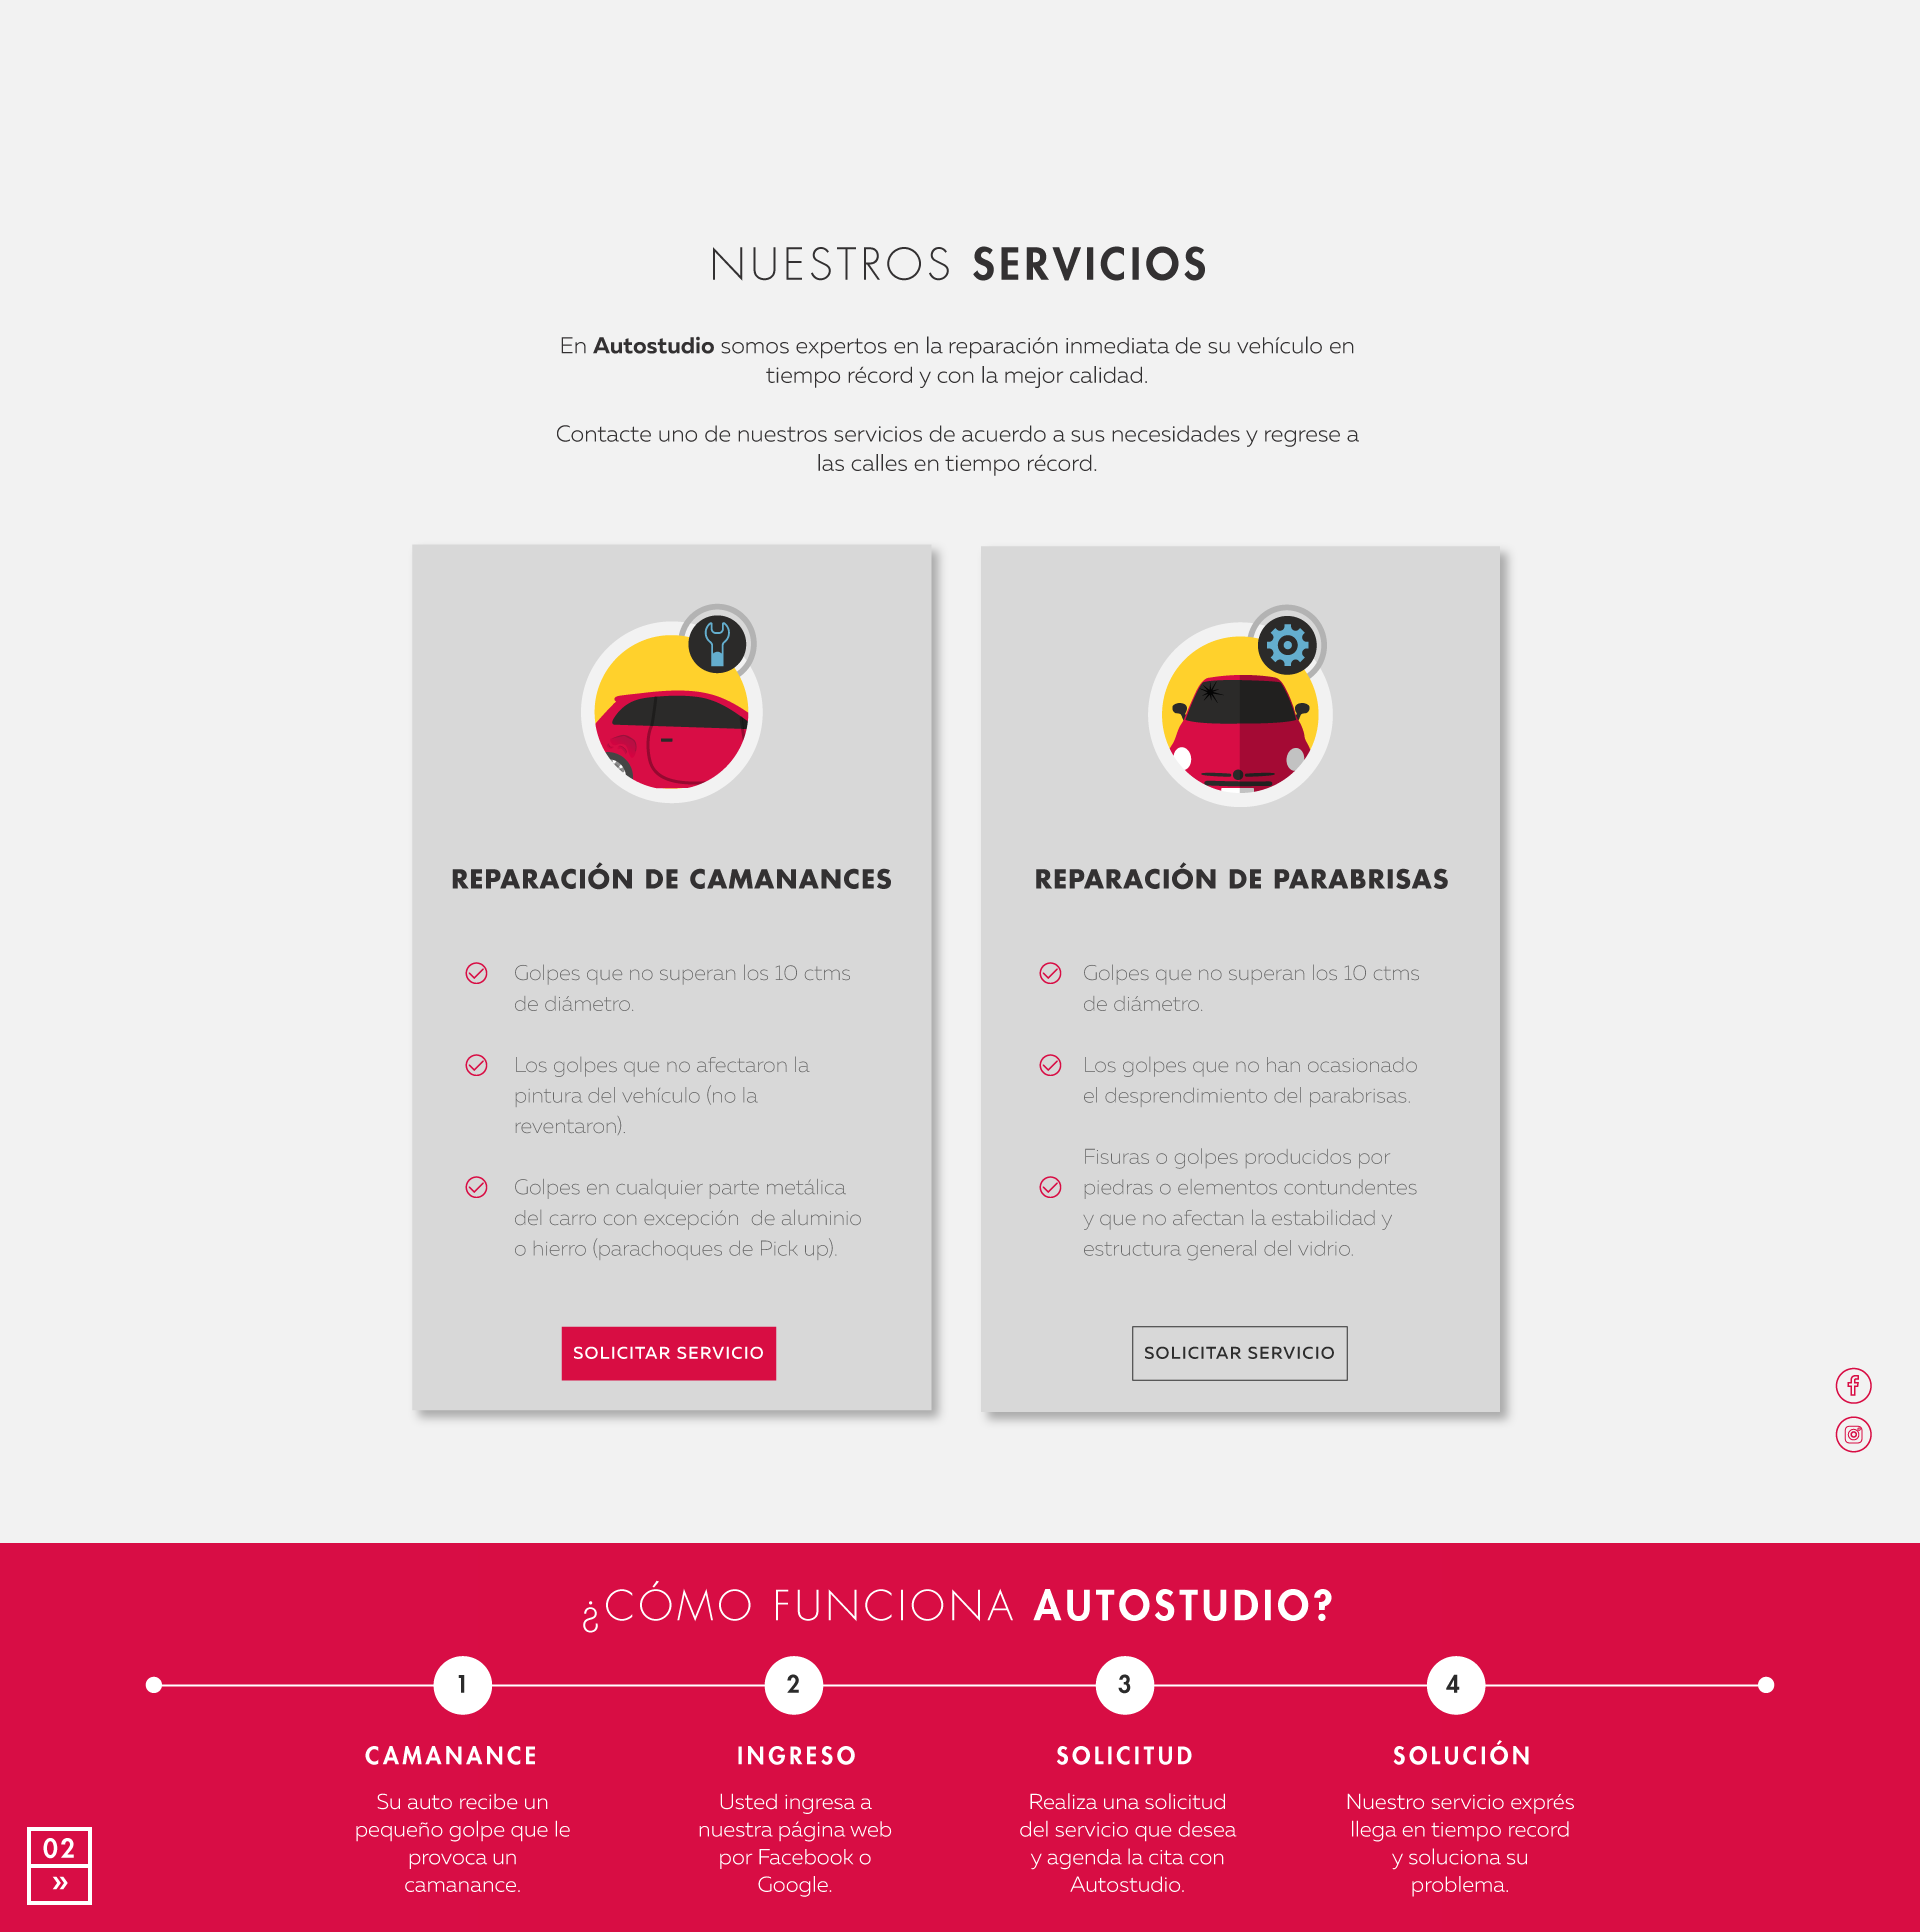 NUESTROS SERVICIOS
En Autostudio somos expertos en la reparación inmediata de su vehículo en
tiempo récord y con la mejor calidad.
Contacte uno de nuestros servicios de acuerdo a sus necesidades y regrese a
las calles en tiempo récord.
REPARACIÓN DE CAMANANCES
Golpes que no superan los 10 ctms
de diámetro.
Los golpes que no afectaron la
pintura del vehículo (no la
reventaron).
Golpes en cualquier parte metálica
del carro con excepción  de aluminio
o hierro (parachoques de Pick up).
SOLICITAR SERVICIO
REPARACIÓN DE PARABRISAS
Golpes que no superan los 10 ctms
de diámetro.
Los golpes que no han ocasionado
el desprendimiento del parabrisas.
Fisuras o golpes producidos por
piedras o elementos contundentes
y que no afectan la estabilidad y
estructura general del vidrio.
SOLICITAR SERVICIO
¿CÓMO FUNCIONA AUTOSTUDIO?
1
CAMANANCE
Su auto recibe un
pequeño golpe que le
provoca un
camanance.
2
INGRESO
Usted ingresa a
nuestra página web
por Facebook o
Google.
3
SOLICITUD
Realiza una solicitud
del servicio que desea
y agenda la cita con
Autostudio.
4
SOLUCIÓN
Nuestro servicio exprés
llega en tiempo record
y soluciona su
problema.
02
»